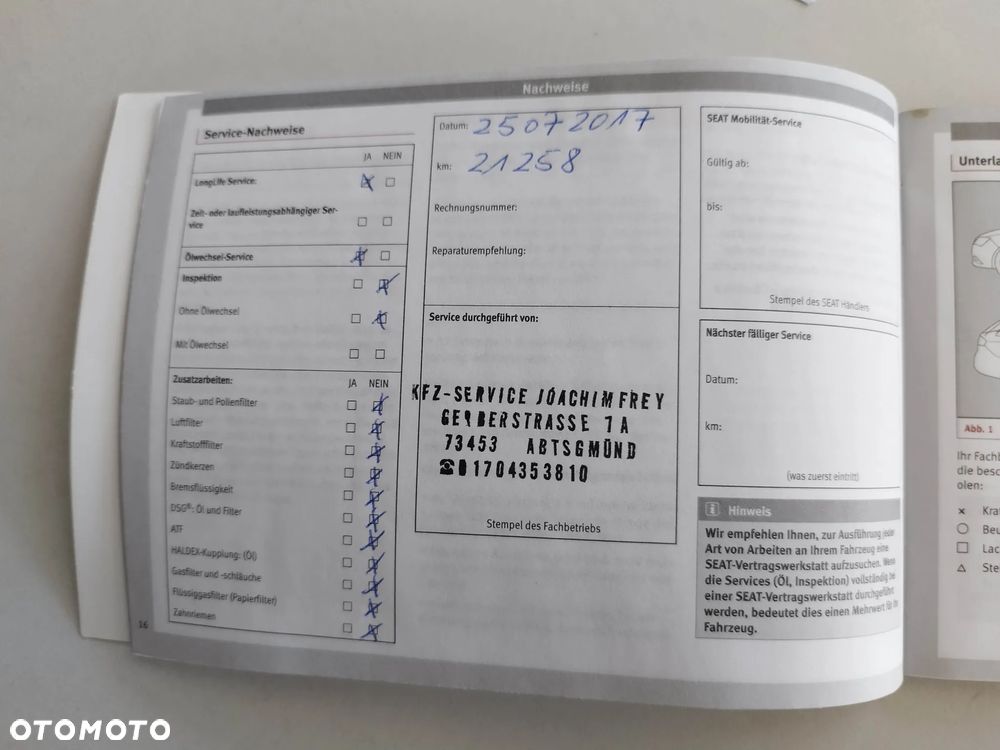 Nachweise
Service-Nachweise
JA NEIN
LongLife Service:
Zeit- oder laufleistungsabhängiger Ser-
vice
Ölwechsel-Service
Inspektion
Ohne Ölwechsel
Mit Ölwechsel
Zusatzarbeiten: JA NEIN
Staub- und Pollenfilter
Luftfilter
Kraftstofffilter
Zündkerzen
Bremsflüssigkeit
DSG®: Öl und Filter
ATF
HALDEX-Kupplung: (Öl)
Gasfilter und -schläuche
Flüssiggasfilter (Papierfilter)
Zahnriemen
16
Datum: 25072017
km: 21258
Rechnungsnummer:
Reparaturempfehlung:
Service durchgeführt von:
KFZ-SERVICE JOACHIM FREY
GERBERSTRASSE 1A
73453 ABTSGMÜND
☎01704353810
Stempel des Fachbetriebs
SEAT Mobilität-Service
Gültig ab:
bis:
Stempel des SEAT Händlers
Nächster fälliger Service
Datum:
km:
(was zuerst eintritt)
i Hinweis
Wir empfehlen Ihnen, zur Ausführung jeder
Art von Arbeiten an Ihrem Fahrzeug eine
SEAT-Vertragswerkstatt aufzusuchen. Wenn
die Services (Öl, Inspektion) vollständig bei
einer SEAT-Vertragswerkstatt durchgeführt
werden, bedeutet dies einen Mehrwert für Ihr
Fahrzeug.
Unterla
Abb. 1
Ihr Fachb
die besc
olen:
× Kra
○ Beu
□ Lac
△ Ste
OTOMOTO